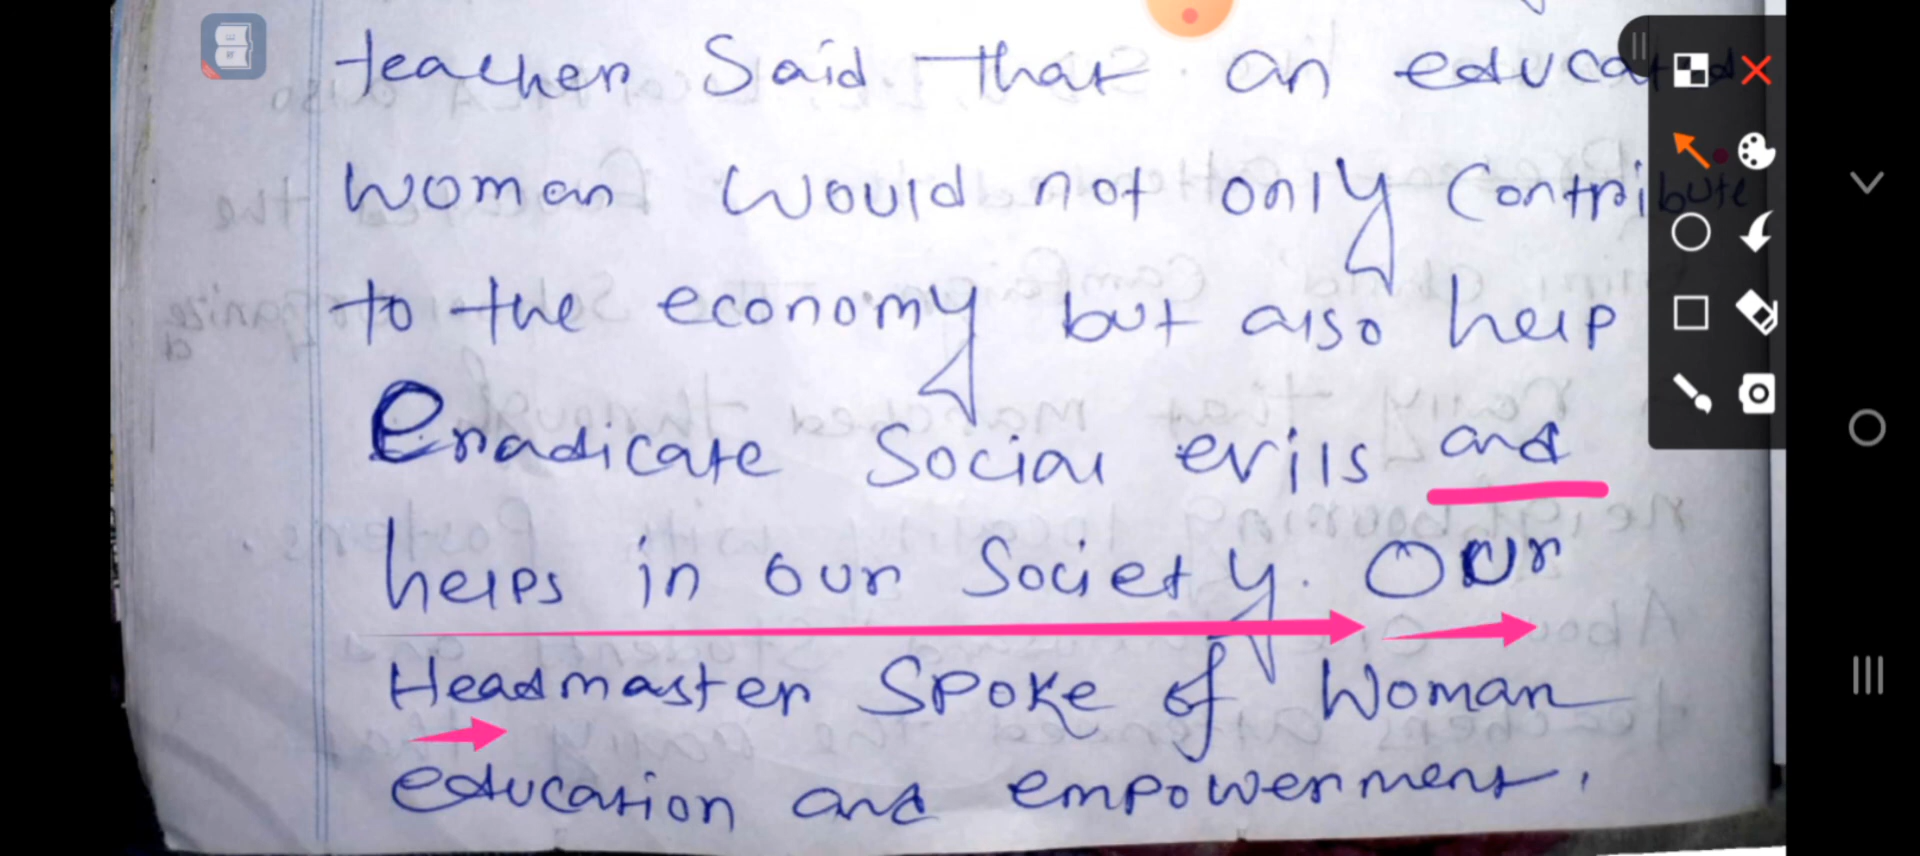 teacher Said that an educated
woman would not only Contribute
to the economy but also help
Eradicate Social evils and
helps in our Society. Our
Headmaster Spoke of Woman
education and empowerment.